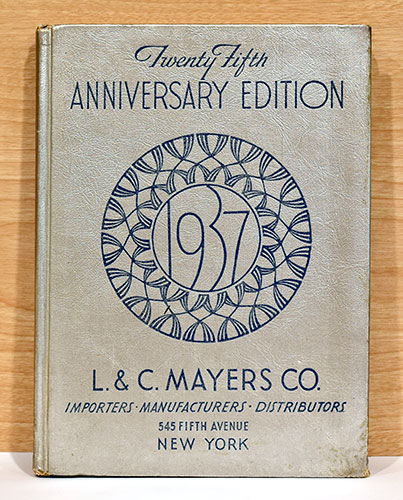 Twenty Fifth
ANNIVERSARY EDITION
1937
L. & C. MAYERS CO.
IMPORTERS · MANUFACTURERS · DISTRIBUTORS
545 FIFTH AVENUE
NEW YORK